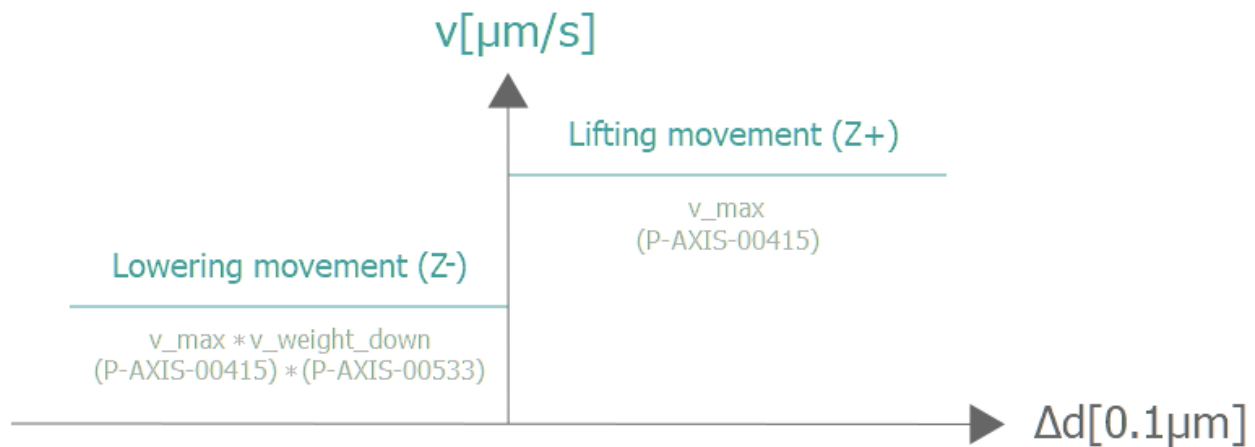 v[µm/s]
Lifting movement (Z+)
v_max
(P-AXIS-00415)
Lowering movement (Z-)
v_max*v_weight_down
(P-AXIS-00415)*(P-AXIS-00533)
Δd[0.1µm]